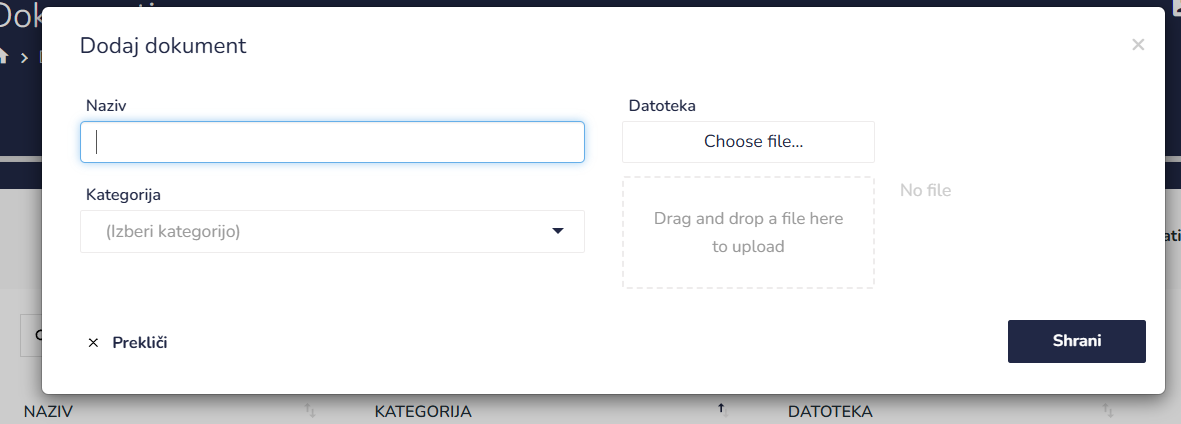 Dodaj dokument
×
Naziv
Datoteka
Choose file...
Kategorija
(Izberi kategorijo)
No file
Drag and drop a file here
to upload
× Prekliči
Shrani
NAZIV
KATEGORIJA
DATOTEKA